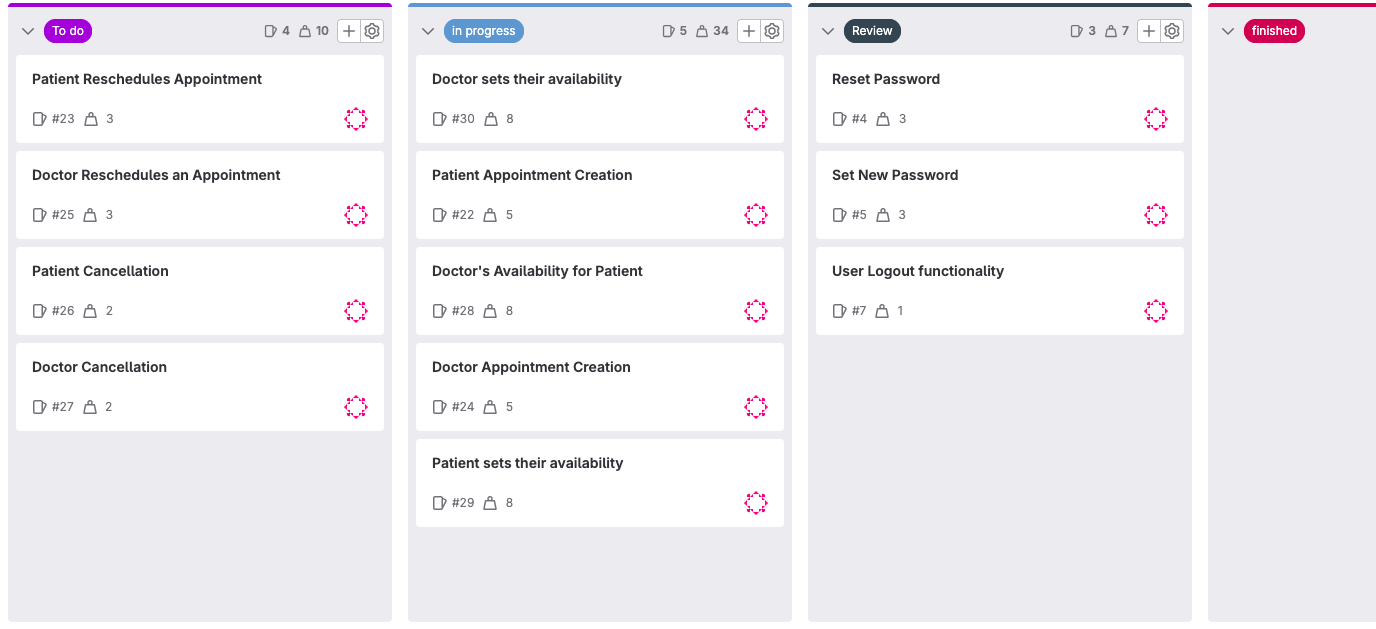 To do 4 10
Patient Reschedules Appointment
#23 3
Doctor Reschedules an Appointment
#25 3
Patient Cancellation
#26 2
Doctor Cancellation
#27 2
in progress 5 34
Doctor sets their availability
#30 8
Patient Appointment Creation
#22 5
Doctor's Availability for Patient
#28 8
Doctor Appointment Creation
#24 5
Patient sets their availability
#29 8
Review 3 7
Reset Password
#4 3
Set New Password
#5 3
User Logout functionality
#7 1
finished